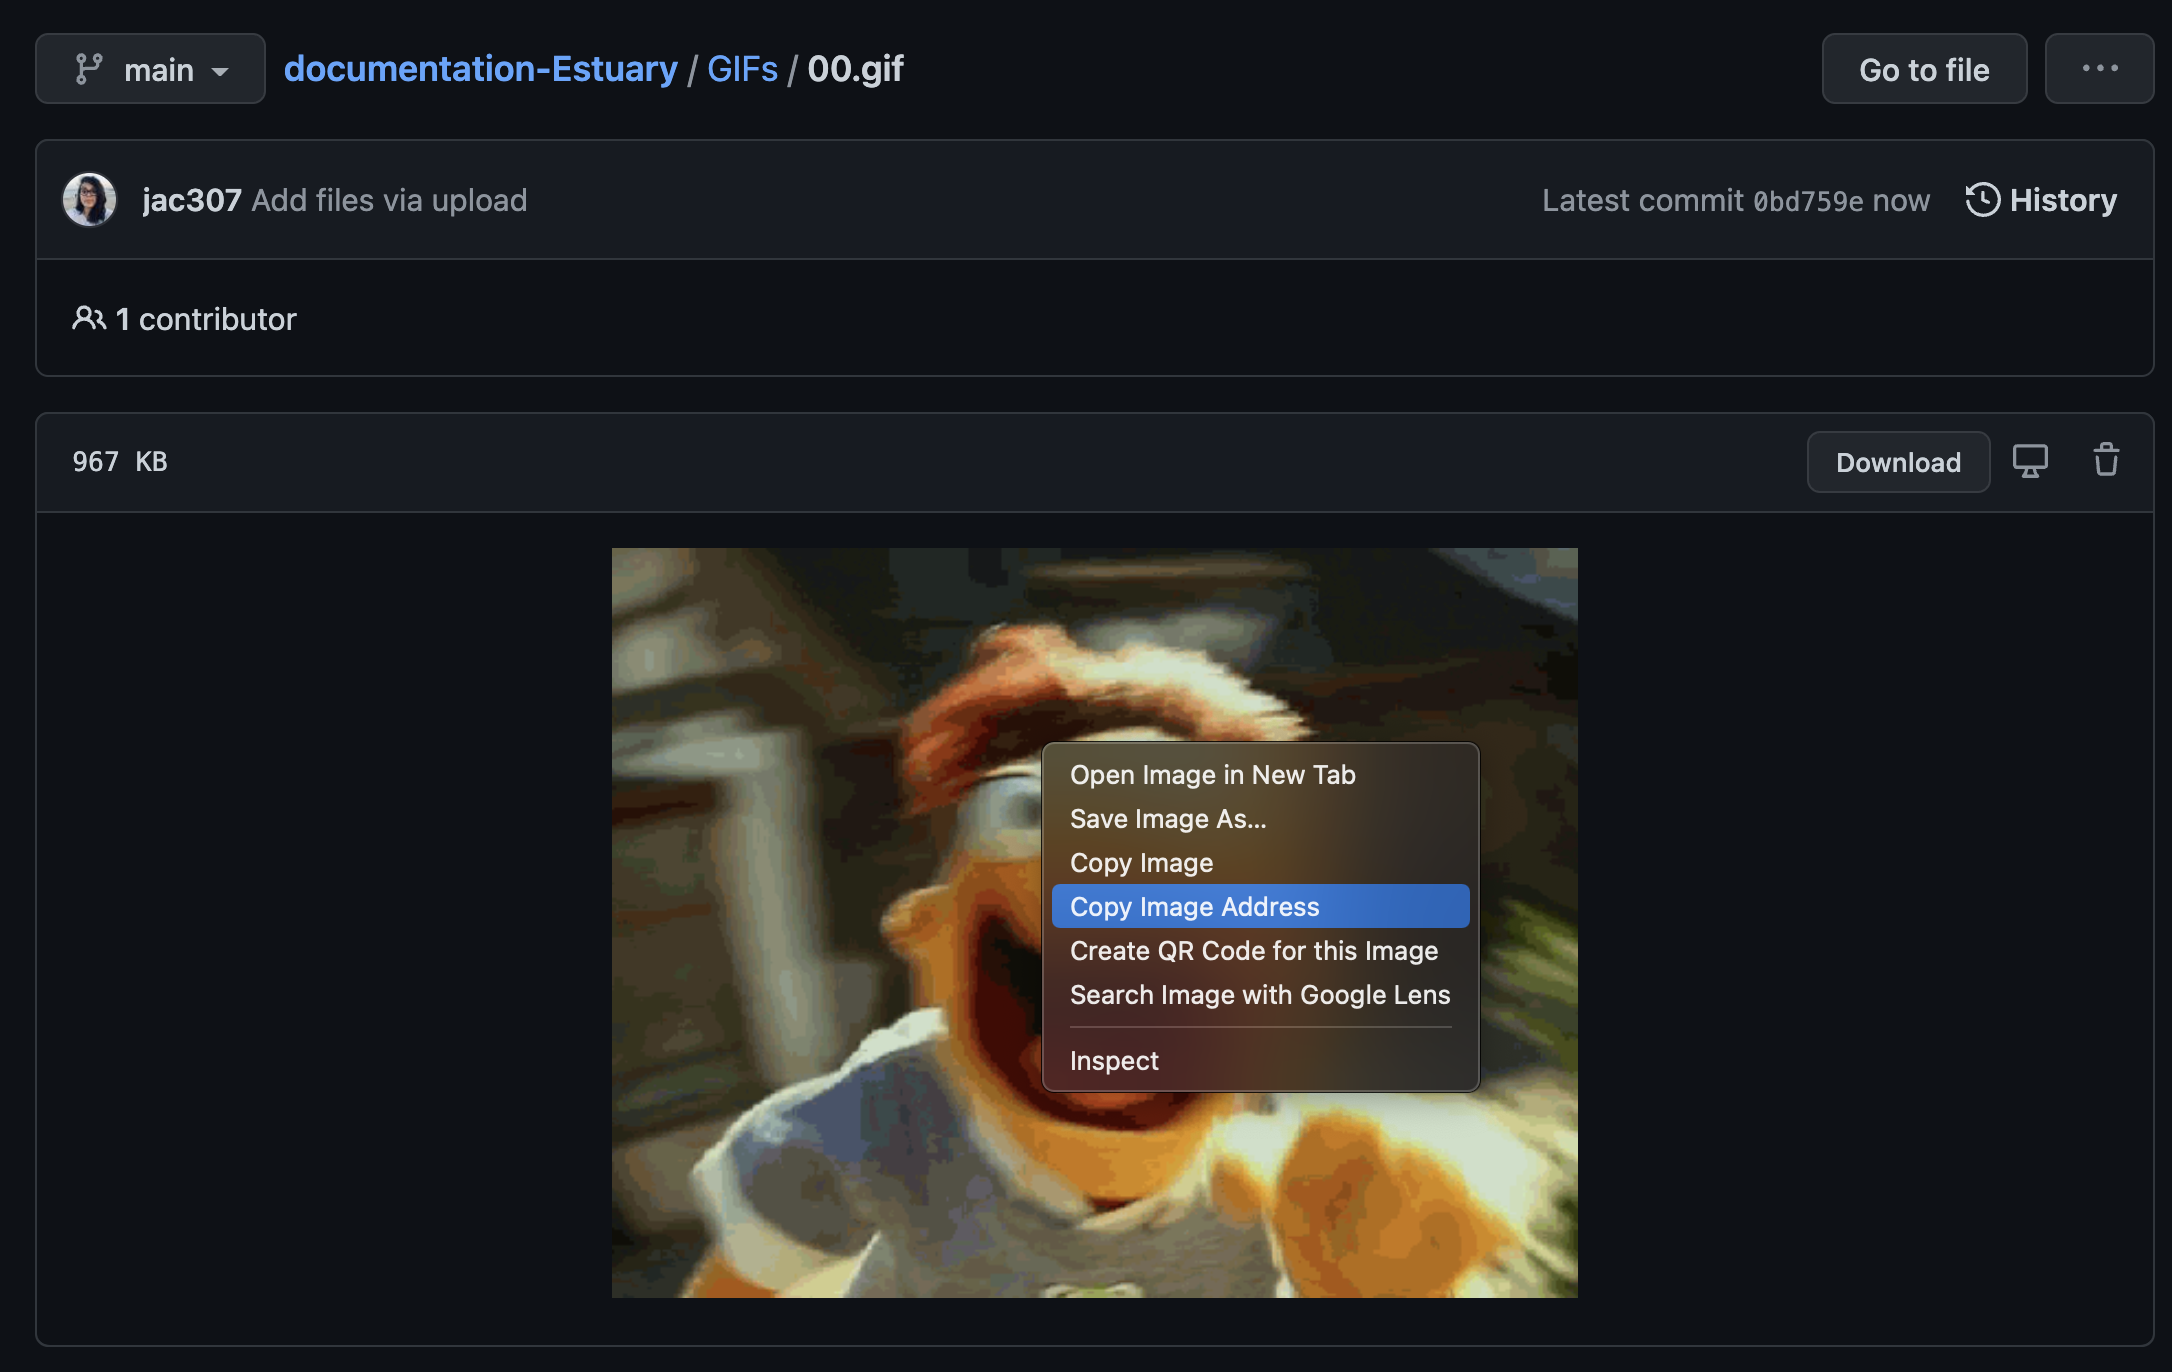 main
documentation-Estuary / GIFs / 00.gif
Go to file
···
jac307 Add files via upload
Latest commit 0bd759e now
History
1 contributor
967 KB
Download
Open Image in New Tab
Save Image As...
Copy Image
Copy Image Address
Create QR Code for this Image
Search Image with Google Lens
Inspect